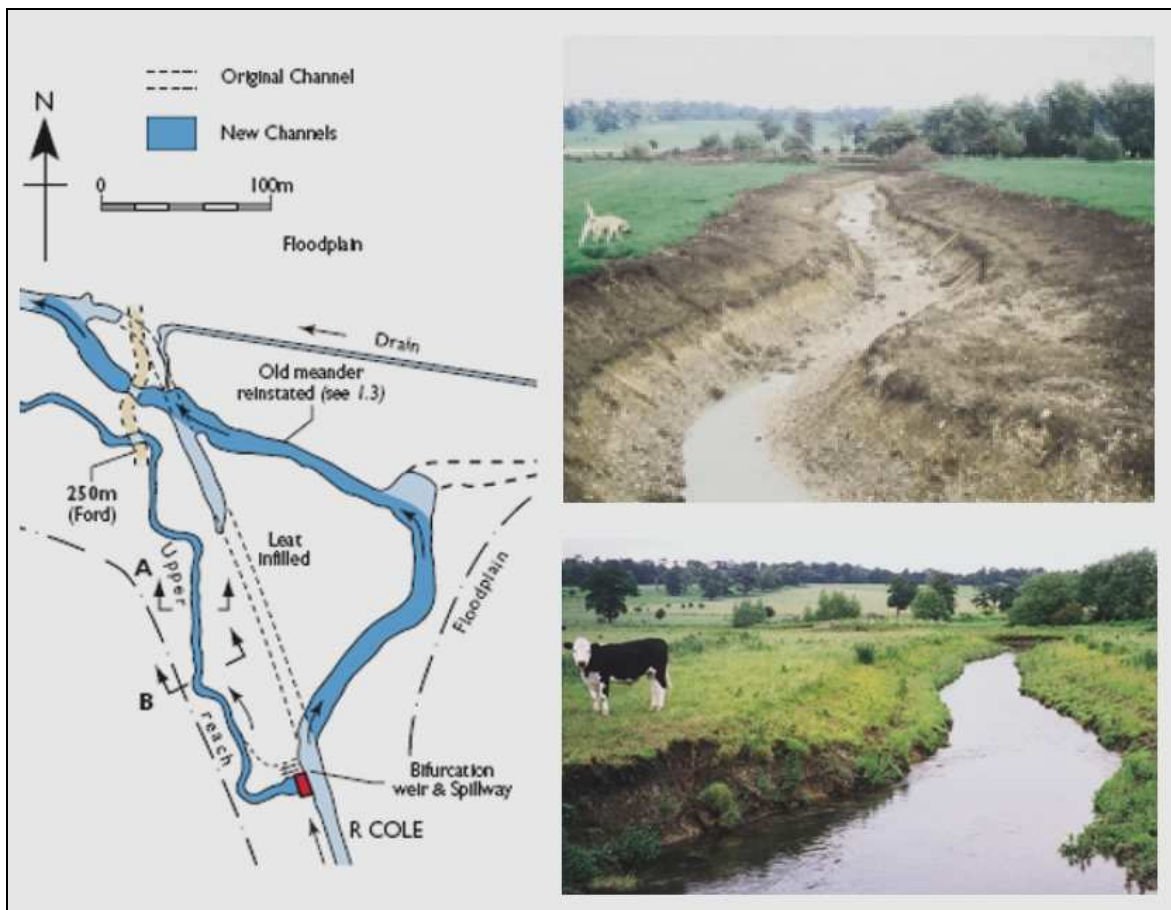 Original Channel
N
New Channels
0 100m
Floodplain
Drain
Old meander
reinstated (see 1.3)
250m
(Ford)
Leat
infilled
Upper
A
Floodplain
B
reach
Bifurcation
weir & Spillway
R COLE